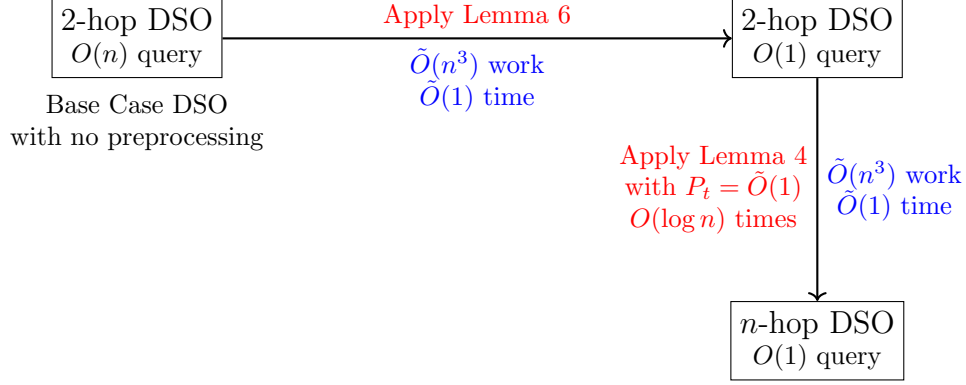 2-hop DSO
O(n) query
Base Case DSO
with no preprocessing
Apply Lemma 6
Õ(n³) work
Õ(1) time
2-hop DSO
O(1) query
Apply Lemma 4
with Pₜ = Õ(1)
O(log n) times
Õ(n³) work
Õ(1) time
n-hop DSO
O(1) query